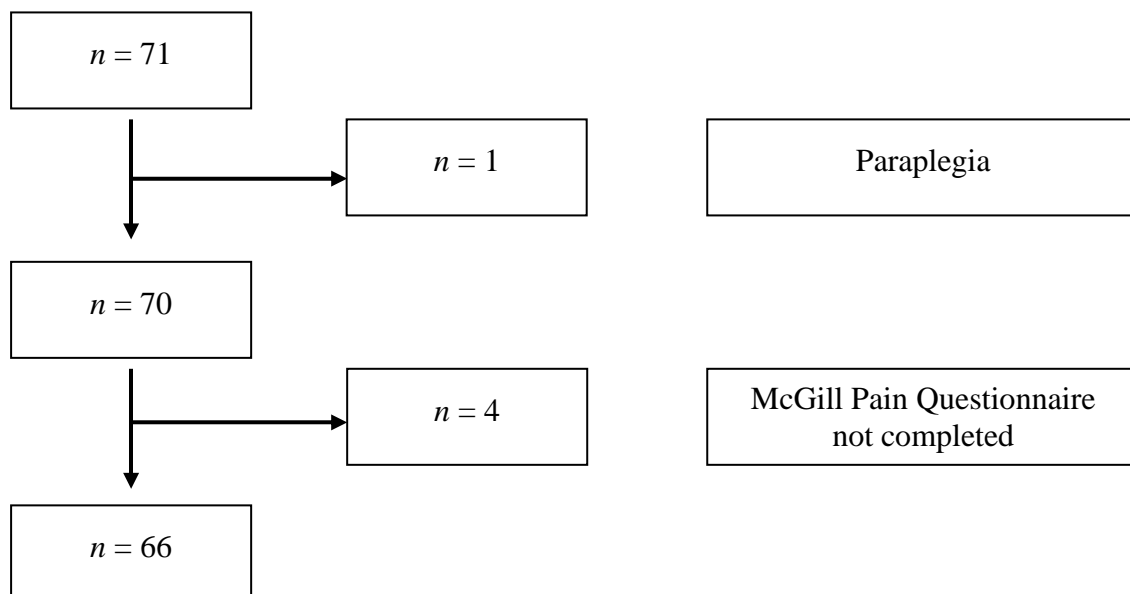 n = 71
n = 1
Paraplegia
n = 70
n = 4
McGill Pain Questionnaire
not completed
n = 66